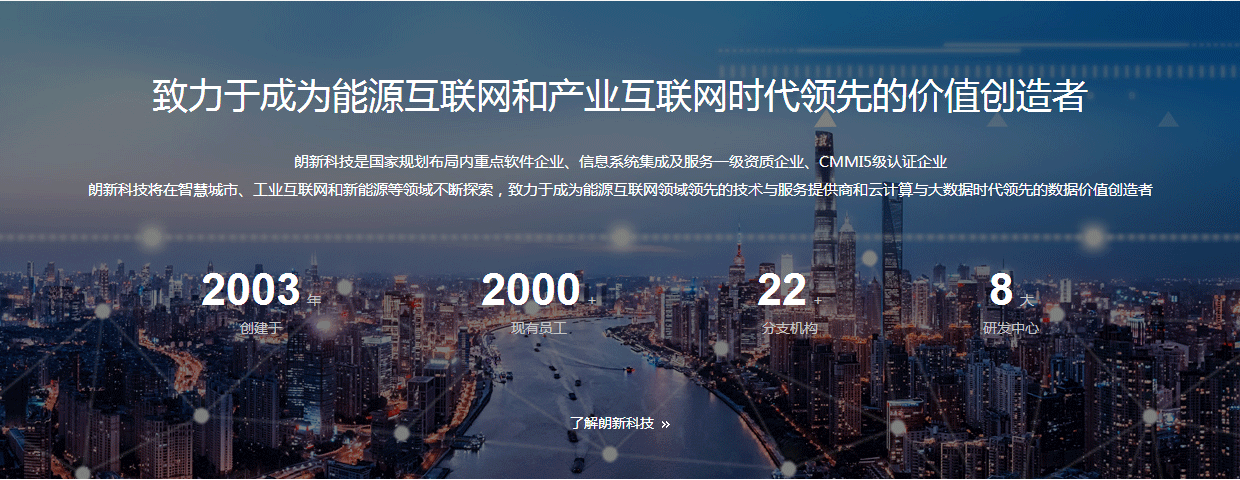 致力于成为能源互联网和产业互联网时代领先的价值创造者
朗新科技是国家规划布局内重点软件企业、信息系统集成及服务一级资质企业、CMMI5级认证企业
朗新科技将在智慧城市、工业互联网和新能源等领域不断探索，致力于成为能源互联网领域领先的技术与服务提供商和云计算与大数据时代领先的数据价值创造者
2003 年 2000 + 22 + 8 大
创建于 现有员工 分支机构 研发中心
了解朗新科技 »